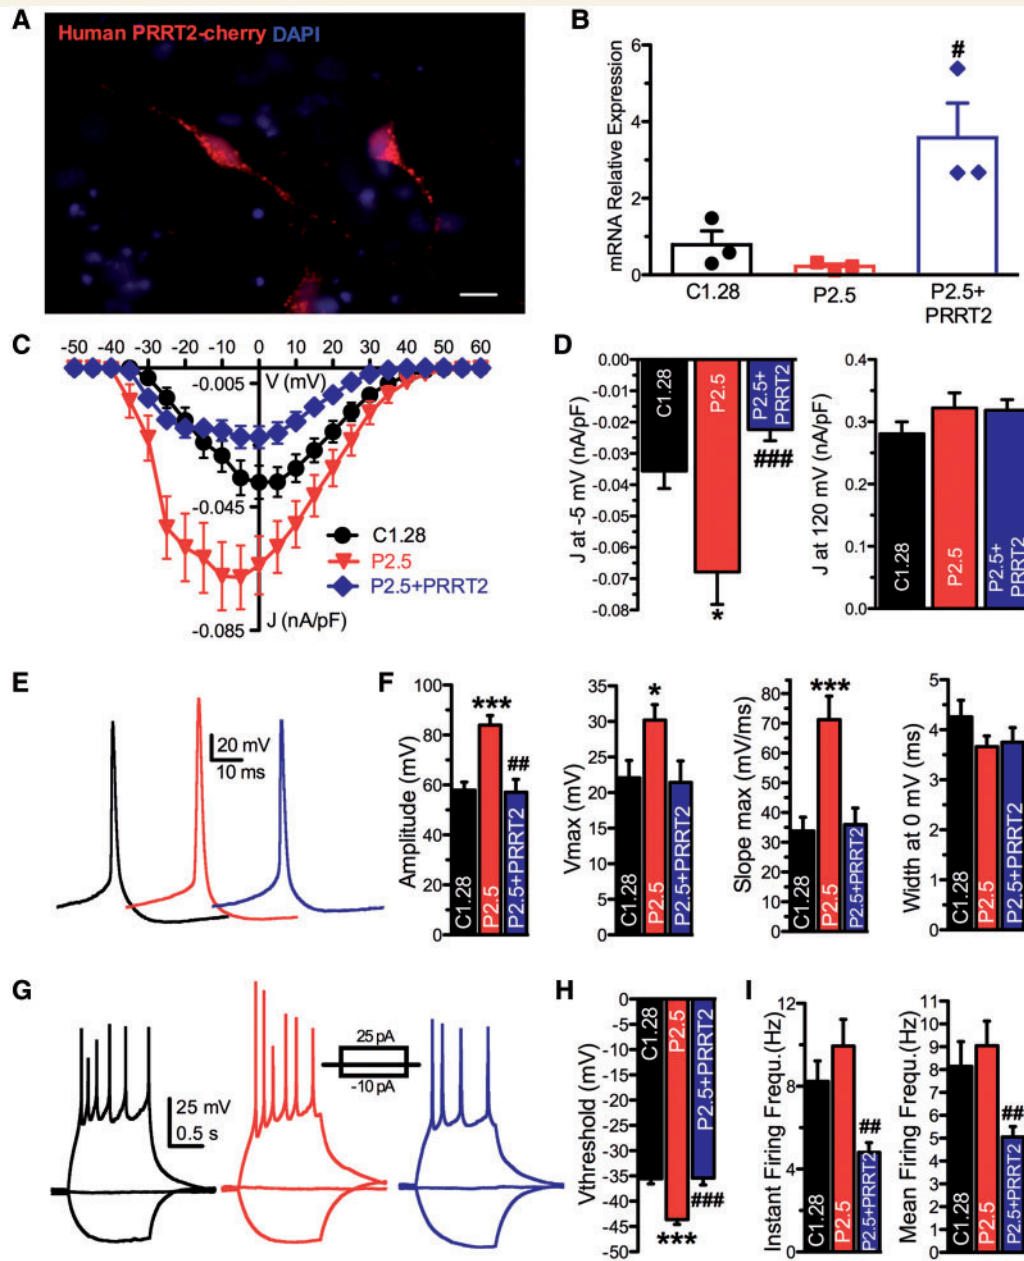 A
Human PRRT2-cherry DAPI
B
mRNA Relative Expression
6
4
2
0
#
C1.28
P2.5
P2.5+
PRRT2
C
-50 -30 -20 -10 0 10 20 30 40 50 60
V (mV)
-0.005
-0.045
-0.085
J (nA/pF)
C1.28
P2.5
P2.5+PRRT2
D
J at -5 mV (nA/pF)
0.00
-0.01
-0.02
-0.03
-0.04
-0.05
-0.06
-0.07
-0.08
C1.28
P2.5
P2.5+
PRRT2
###
*
J at 120 mV (nA/pF)
0.4
0.3
0.2
0.1
0.0
C1.28
P2.5
P2.5+
PRRT2
E
20 mV
10 ms
F
Amplitude (mV)
100
80
60
40
20
0
***
##
C1.28
P2.5
P2.5+PRRT2
Vmax (mV)
35
30
25
20
15
10
5
0
*
C1.28
P2.5
P2.5+PRRT2
Slope max (mV/ms)
80
70
60
50
40
30
20
10
0
***
C1.28
P2.5
P2.5+PRRT2
Width at 0 mV (ms)
5
4
3
2
1
0
C1.28
P2.5
P2.5+PRRT2
G
25 mV
0.5 s
25 pA
-10 pA
H
Vthreshold (mV)
0
-5
-10
-15
-20
-25
-30
-35
-40
-45
-50
C1.28
P2.5
P2.5+PRRT2
***
###
I
Instant Firing Frequ.(Hz)
12
8
4
0
##
C1.28
P2.5
P2.5+PRRT2
Mean Firing Frequ.(Hz)
11
10
9
8
7
6
5
4
3
2
1
0
##
C1.28
P2.5
P2.5+PRRT2